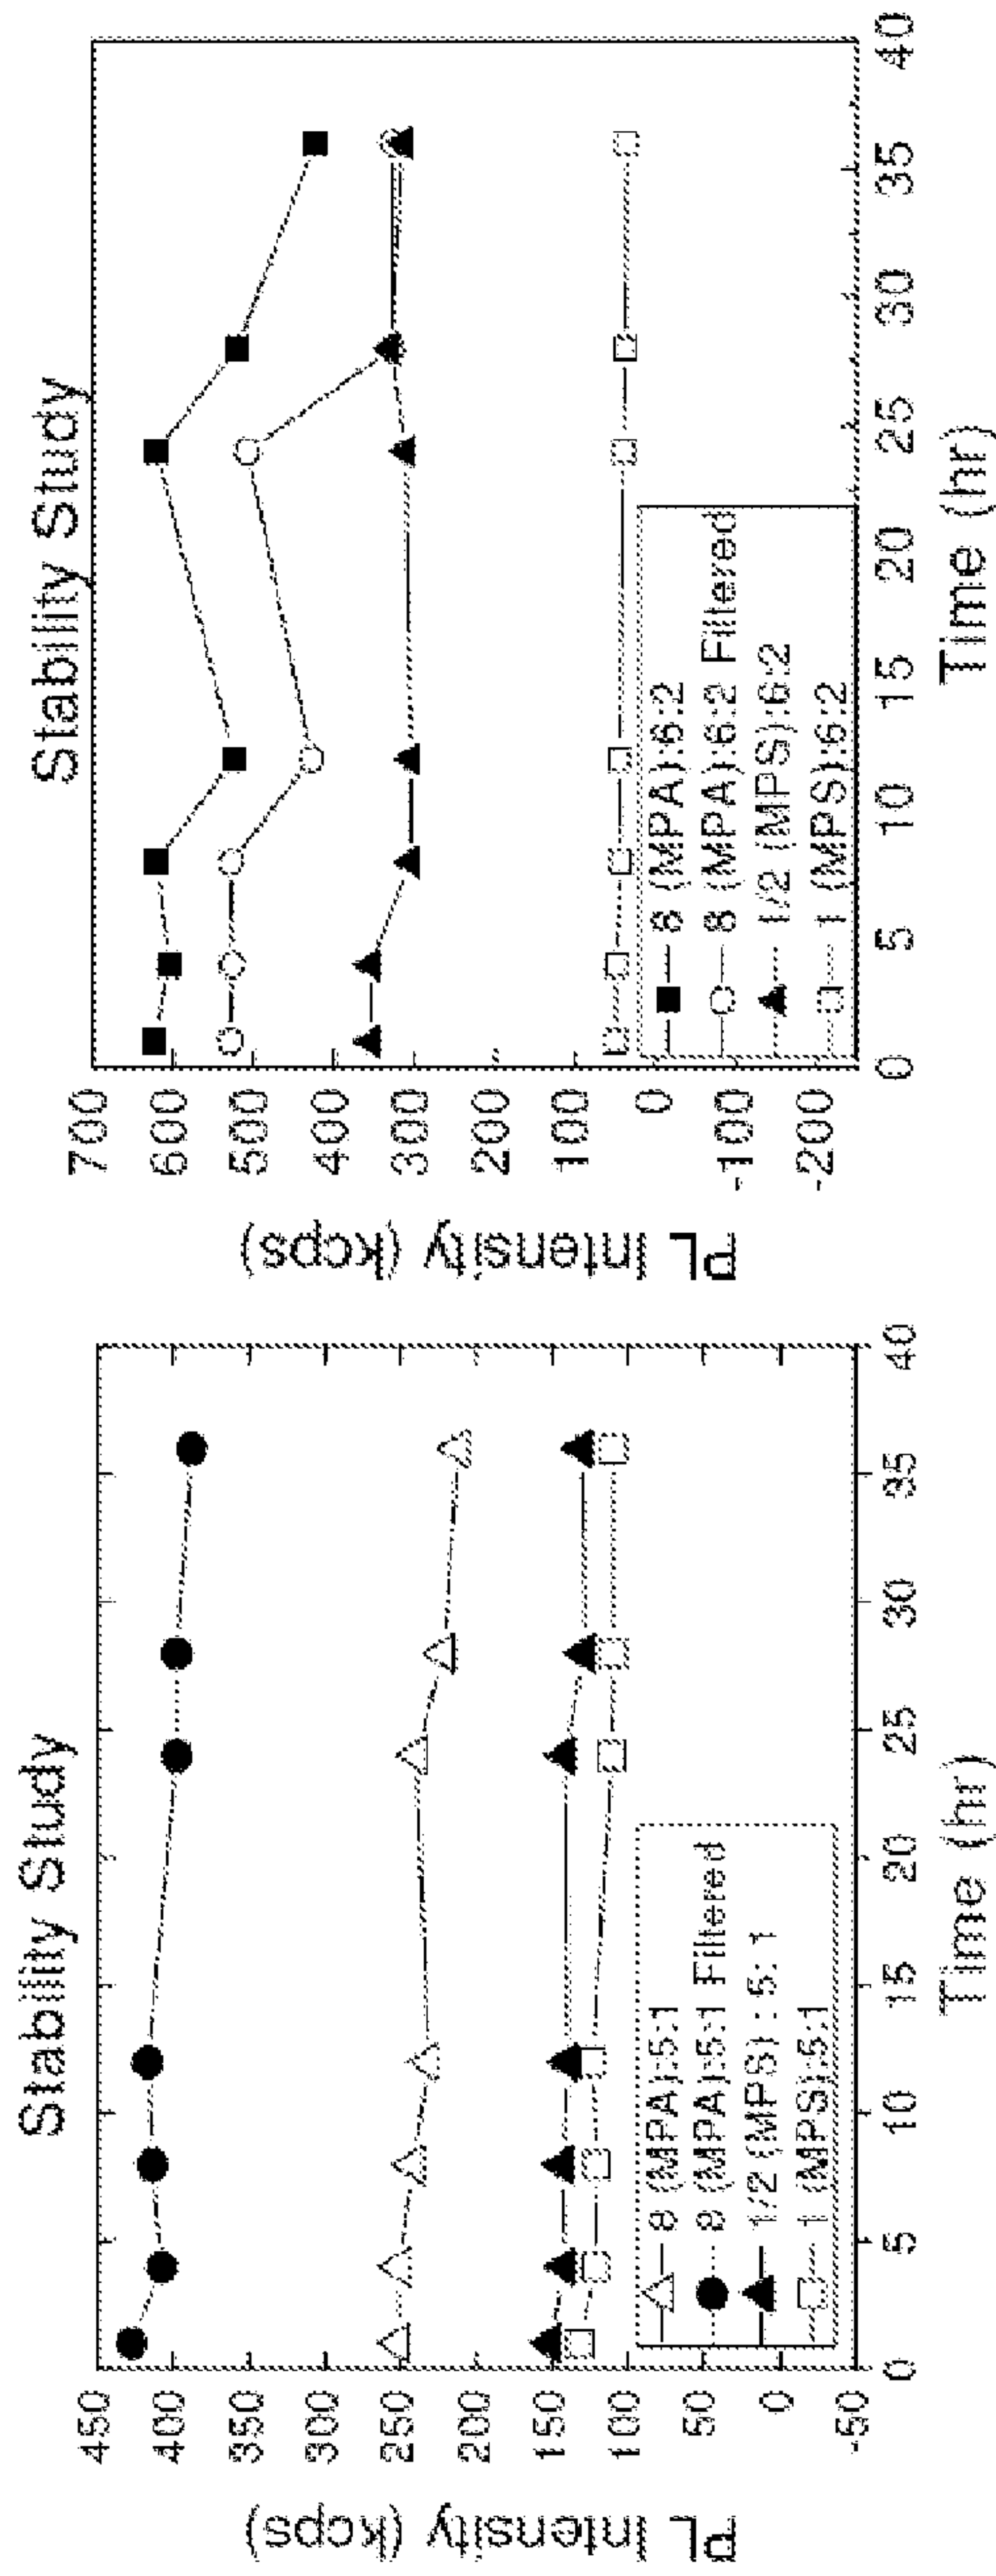 Stability Study
PL Intensity (kcps)
450
400
350
300
250
200
150
100
50
0
-50
8 (MPA):5:1
8 (MPA):5:1 Filtered
1/2 (MPS) : 5: 1
1 (MPS):5:1
0
5
10
15
20
25
30
35
40
Time (hr)
Stability Study
PL Intensity (kcps)
700
600
500
400
300
200
100
0
-100
-200
8 (MPA):6:2
8 (MPA):6:2 Filtered
1/2 (MPS):6:2
1 (MPS):6:2
0
5
10
15
20
25
30
35
40
Time (hr)